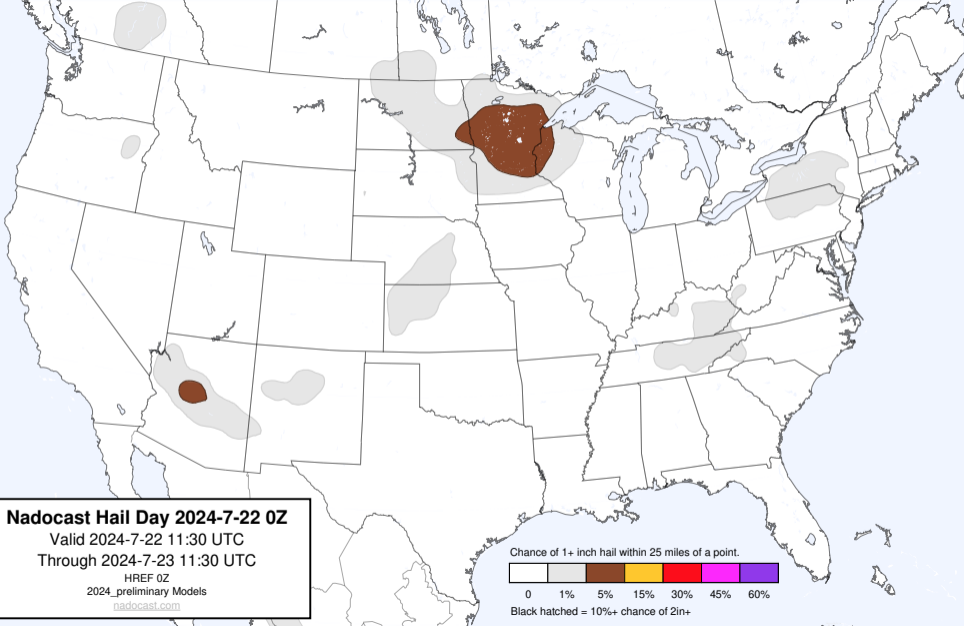 Nadocast Hail Day 2024-7-22 0Z
Valid 2024-7-22 11:30 UTC
Through 2024-7-23 11:30 UTC
HREF 0Z
2024_preliminary Models
nadocast.com
Chance of 1+ inch hail within 25 miles of a point.
0 1% 5% 15% 30% 45% 60%
Black hatched = 10%+ chance of 2in+